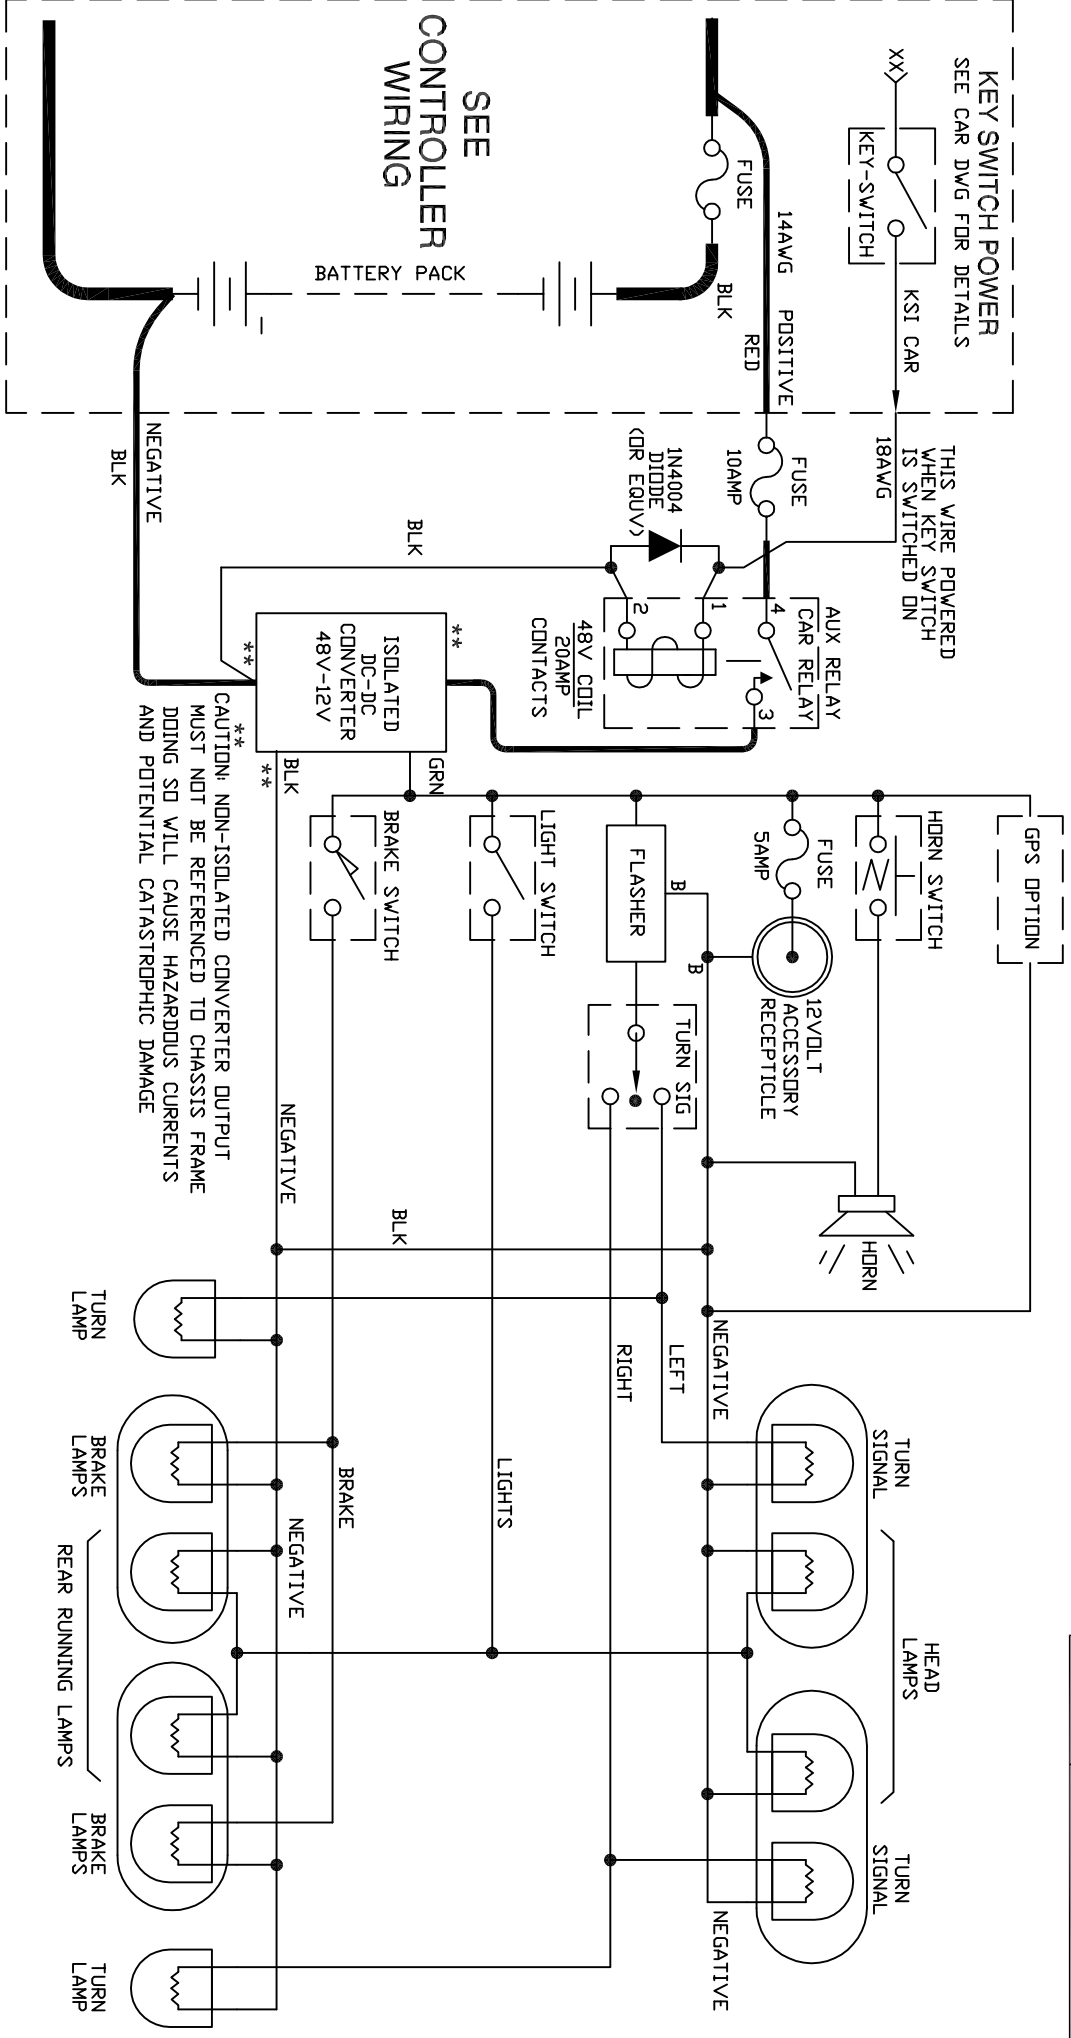 KEY SWITCH POWER
SEE CAR DWG FOR DETAILS
XX
KEY-SWITCH
KSI CAR
18AWG
THIS WIRE POWERED
WHEN KEY SWITCH
IS SWITCHED ON
SEE
CONTROLLER
WIRING
FUSE
BLK
14AWG POSITIVE
RED
BATTERY PACK
-
NEGATIVE
BLK
FUSE
10AMP
1N4004
DIODE
(OR EQUV)
BLK
AUX RELAY
CAR RELAY
4
1
2
3
48V COIL
20AMP
CONTACTS
ISOLATED
DC-DC
CONVERTER
48V-12V
**
**
**
GRN
BLK
**
CAUTION: NON-ISOLATED CONVERTER OUTPUT
MUST NOT BE REFERENCED TO CHASSIS FRAME
DOING SO WILL CAUSE HAZARDOUS CURRENTS
AND POTENTIAL CATASTROPHIC DAMAGE
GPS OPTION
HORN SWITCH
FUSE
5AMP
12VOLT
ACCESSORY
RECEPTICLE
FLASHER
B
B
TURN SIG
LIGHT SWITCH
BRAKE SWITCH
HORN
NEGATIVE
BLK
NEGATIVE
LEFT
RIGHT
LIGHTS
BRAKE
NEGATIVE
TURN
SIGNAL
HEAD
LAMPS
TURN
SIGNAL
NEGATIVE
TURN
LAMP
BRAKE
LAMPS
REAR RUNNING LAMPS
BRAKE
LAMPS
TURN
LAMP